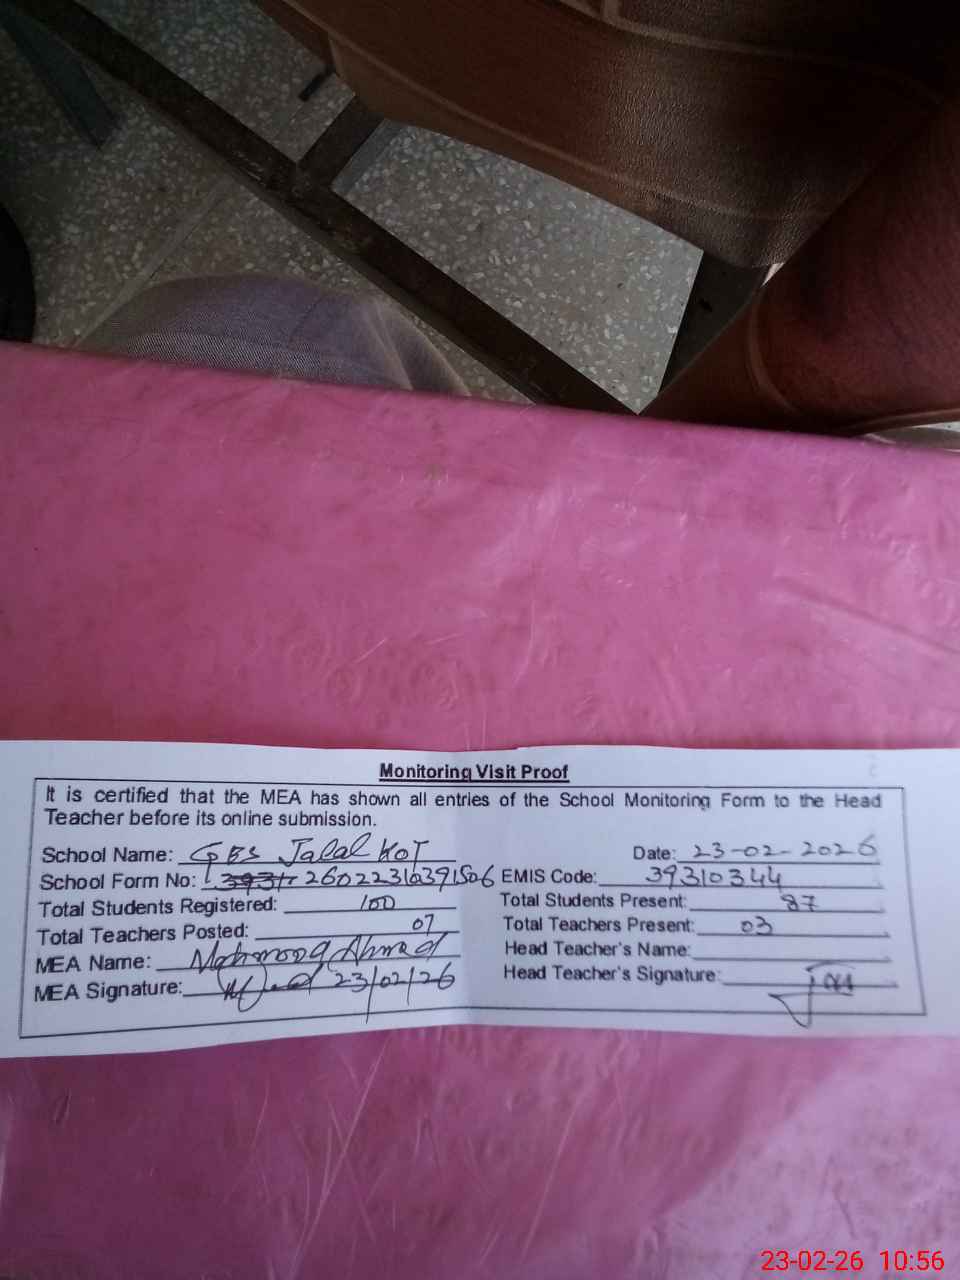 Monitoring Visit Proof
It is certified that the MEA has shown all entries of the School Monitoring Form to the Head
Teacher before its online submission.
School Name: GES Jalal Kot Date: 23-02-2026
School Form No: 26022310391506 EMIS Code: 39310344
Total Students Registered: 100 Total Students Present: 87
Total Teachers Posted: 07 Total Teachers Present: 03
MEA Name: Mahmood Ahmad Head Teacher's Name:
MEA Signature: 23/02/26 Head Teacher's Signature:
23-02-26 10:56